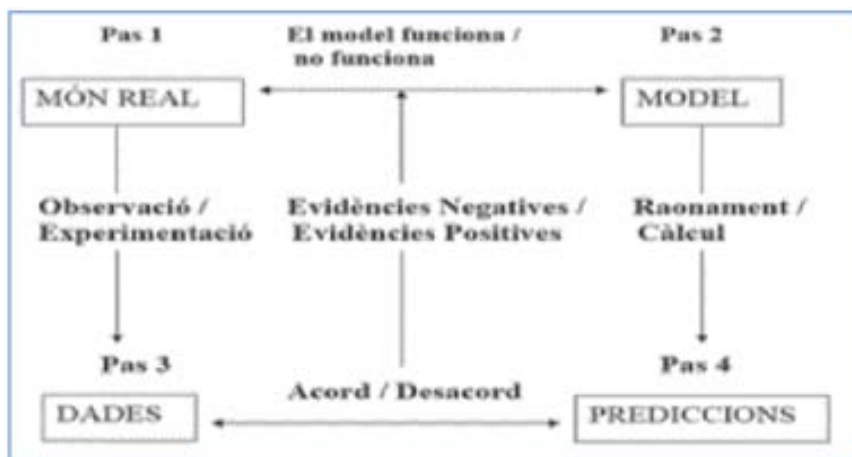 Pas 1
El model funciona /
no funciona
Pas 2
MÓN REAL
MODEL
Observació /
Experimentació
Evidències Negatives /
Evidències Positives
Raonament /
Càlcul
Pas 3
Pas 4
DADES
Acord / Desacord
PREDICCIONS